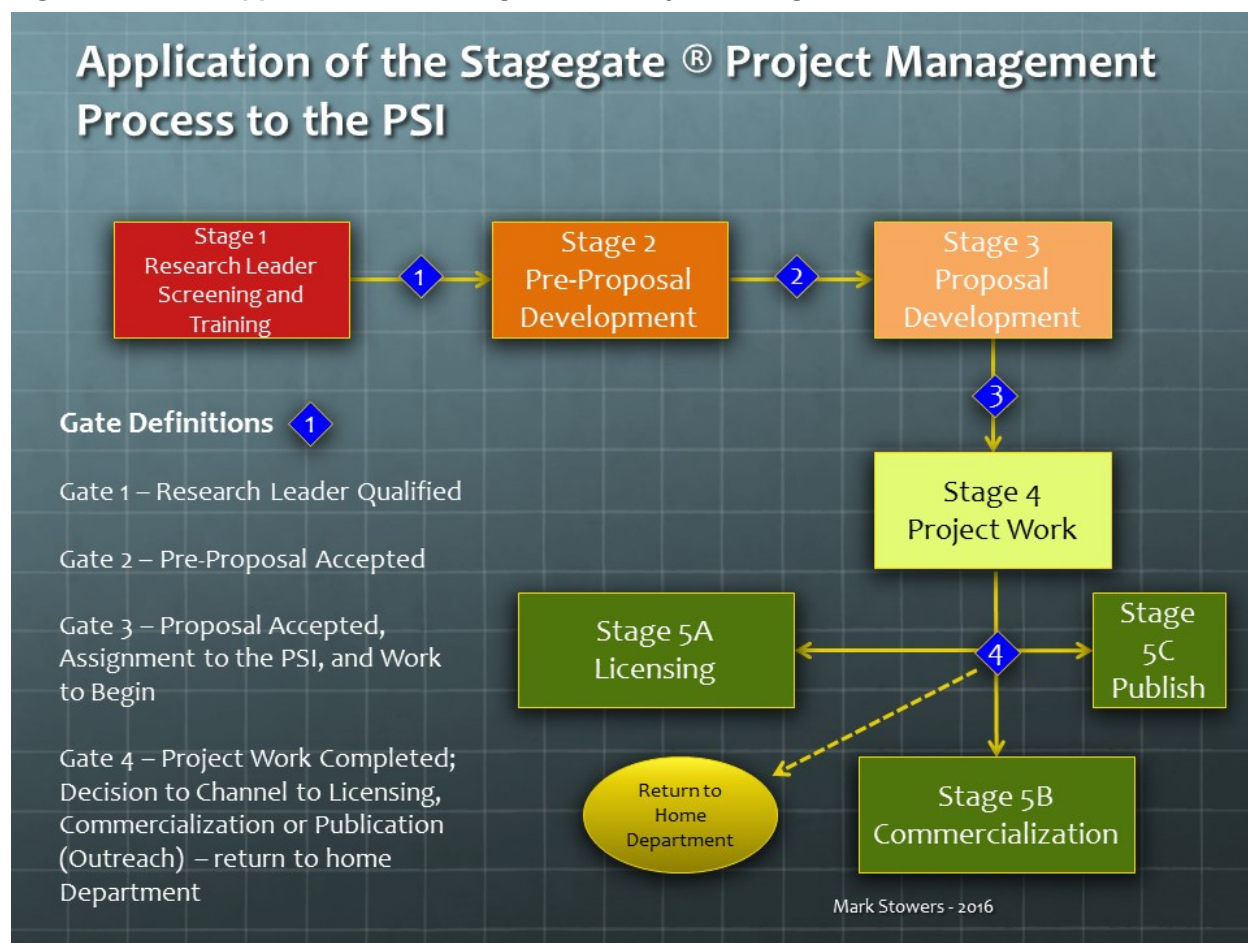 Application of the Stagegate ® Project Management
Process to the PSI
Stage 1
Research Leader
Screening and
Training
1
Stage 2
Pre-Proposal
Development
2
Stage 3
Proposal
Development
3
Gate Definitions 1
Gate 1 – Research Leader Qualified
Gate 2 – Pre-Proposal Accepted
Gate 3 – Proposal Accepted,
Assignment to the PSI, and Work
to Begin
Gate 4 – Project Work Completed;
Decision to Channel to Licensing,
Commercialization or Publication
(Outreach) – return to home
Department
Stage 4
Project Work
Stage 5A
Licensing
4
Stage
5C
Publish
Return to
Home
Department
Stage 5B
Commercialization
Mark Stowers - 2016